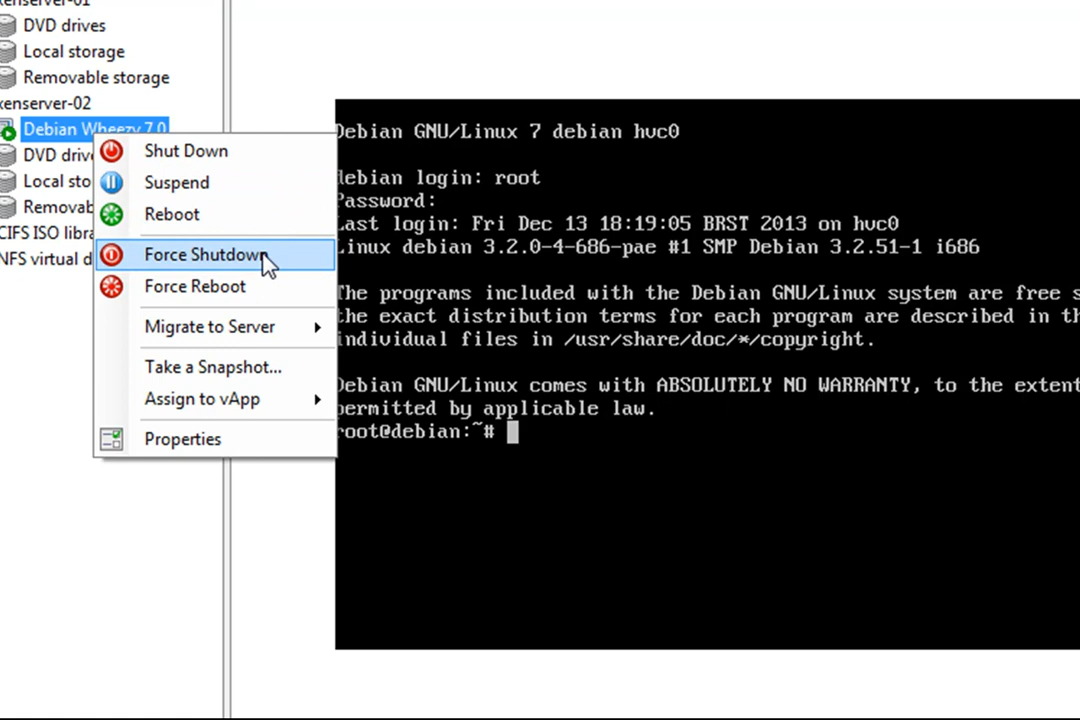 xenserver-01
DVD drives
Local storage
Removable storage
xenserver-02
Debian Wheezy 7.0
DVD drive
Local sto
Removab
CIFS ISO libra
NFS virtual d
Shut Down
Suspend
Reboot
Force Shutdown
Force Reboot
Migrate to Server
Take a Snapshot...
Assign to vApp
Properties
Debian GNU/Linux 7 debian hvc0
debian login: root
Password:
Last login: Fri Dec 13 18:19:05 BRST 2013 on hvc0
Linux debian 3.2.0-4-686-pae #1 SMP Debian 3.2.51-1 i686
The programs included with the Debian GNU/Linux system are free s
the exact distribution terms for each program are described in th
individual files in /usr/share/doc/*/copyright.
Debian GNU/Linux comes with ABSOLUTELY NO WARRANTY, to the extent
permitted by applicable law.
root@debian:~#